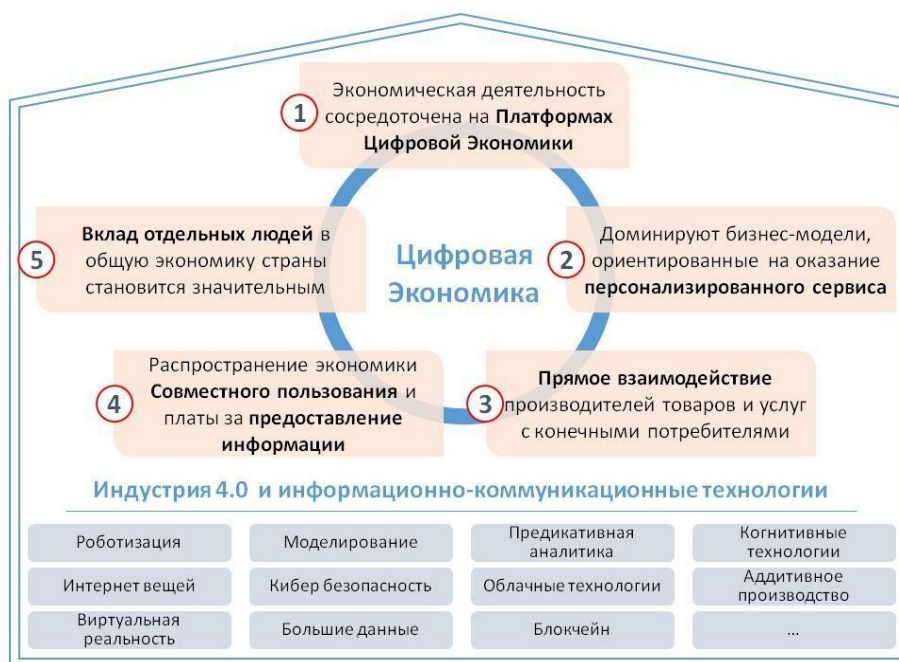 1
Экономическая деятельность
сосредоточена на Платформах
Цифровой Экономики
5
Вклад отдельных людей в
общую экономику страны
становится значительным
Цифровая
Экономика
2
Доминируют бизнес-модели,
ориентированные на оказание
персонализированного сервиса
4
Распространение экономики
Совместного пользования и
платы за предоставление
информации
3
Прямое взаимодействие
производителей товаров и услуг
с конечными потребителями
Индустрия 4.0 и информационно-коммуникационные технологии
Роботизация
Моделирование
Предикативная
аналитика
Когнитивные
технологии
Интернет вещей
Кибер безопасность
Облачные технологии
Аддитивное
производство
Виртуальная
реальность
Большие данные
Блокчейн
...